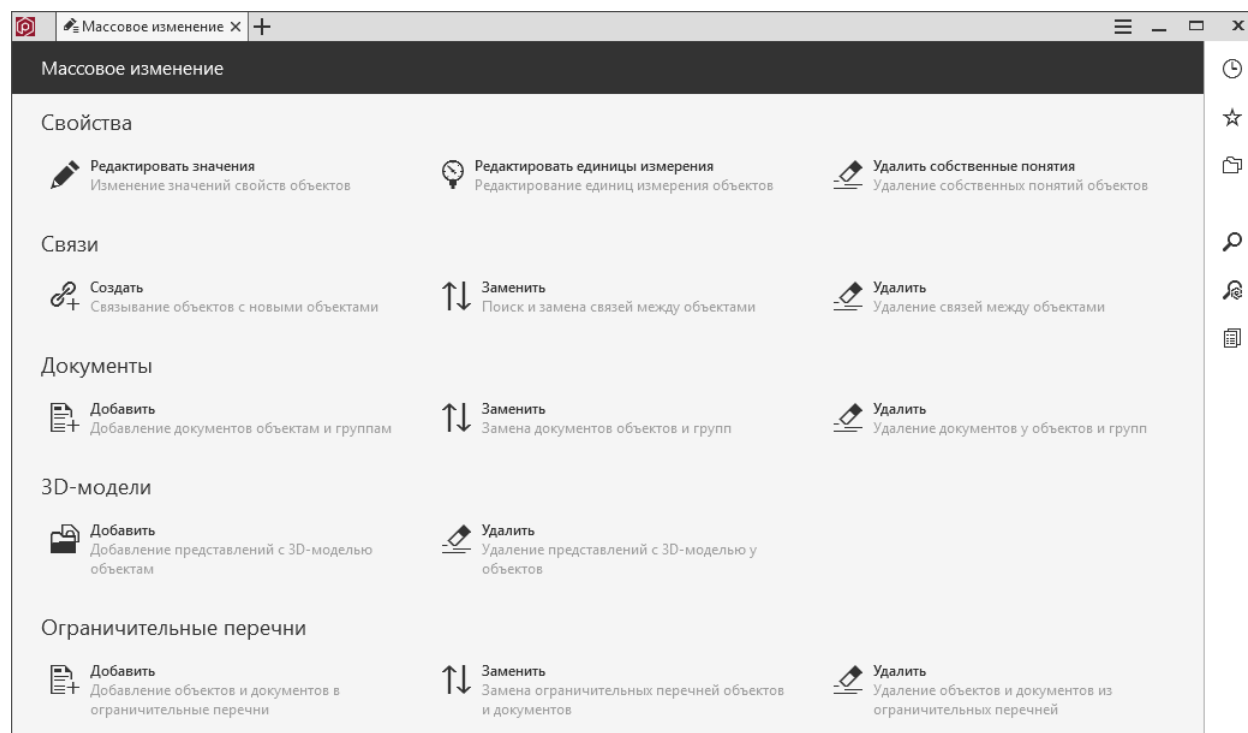 Массовое изменение
Массовое изменение
Свойства
Редактировать значения
Изменение значений свойств объектов
Редактировать единицы измерения
Редактирование единиц измерения объектов
Удалить собственные понятия
Удаление собственных понятий объектов
Связи
Создать
Связывание объектов с новыми объектами
Заменить
Поиск и замена связей между объектами
Удалить
Удаление связей между объектами
Документы
Добавить
Добавление документов объектам и группам
Заменить
Замена документов объектов и групп
Удалить
Удаление документов у объектов и групп
3D-модели
Добавить
Добавление представлений с 3D-моделью
объектам
Удалить
Удаление представлений с 3D-моделью у
объектов
Ограничительные перечни
Добавить
Добавление объектов и документов в
ограничительные перечни
Заменить
Замена ограничительных перечней объектов
и документов
Удалить
Удаление объектов и документов из
ограничительных перечней